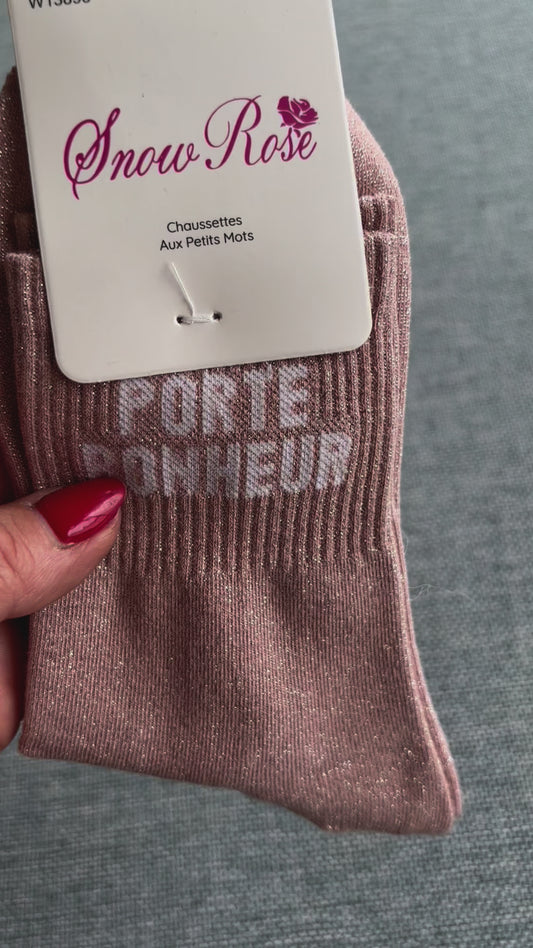 Snow Rose
Chaussettes
Aux Petits Mots
PORTE
BONHEUR